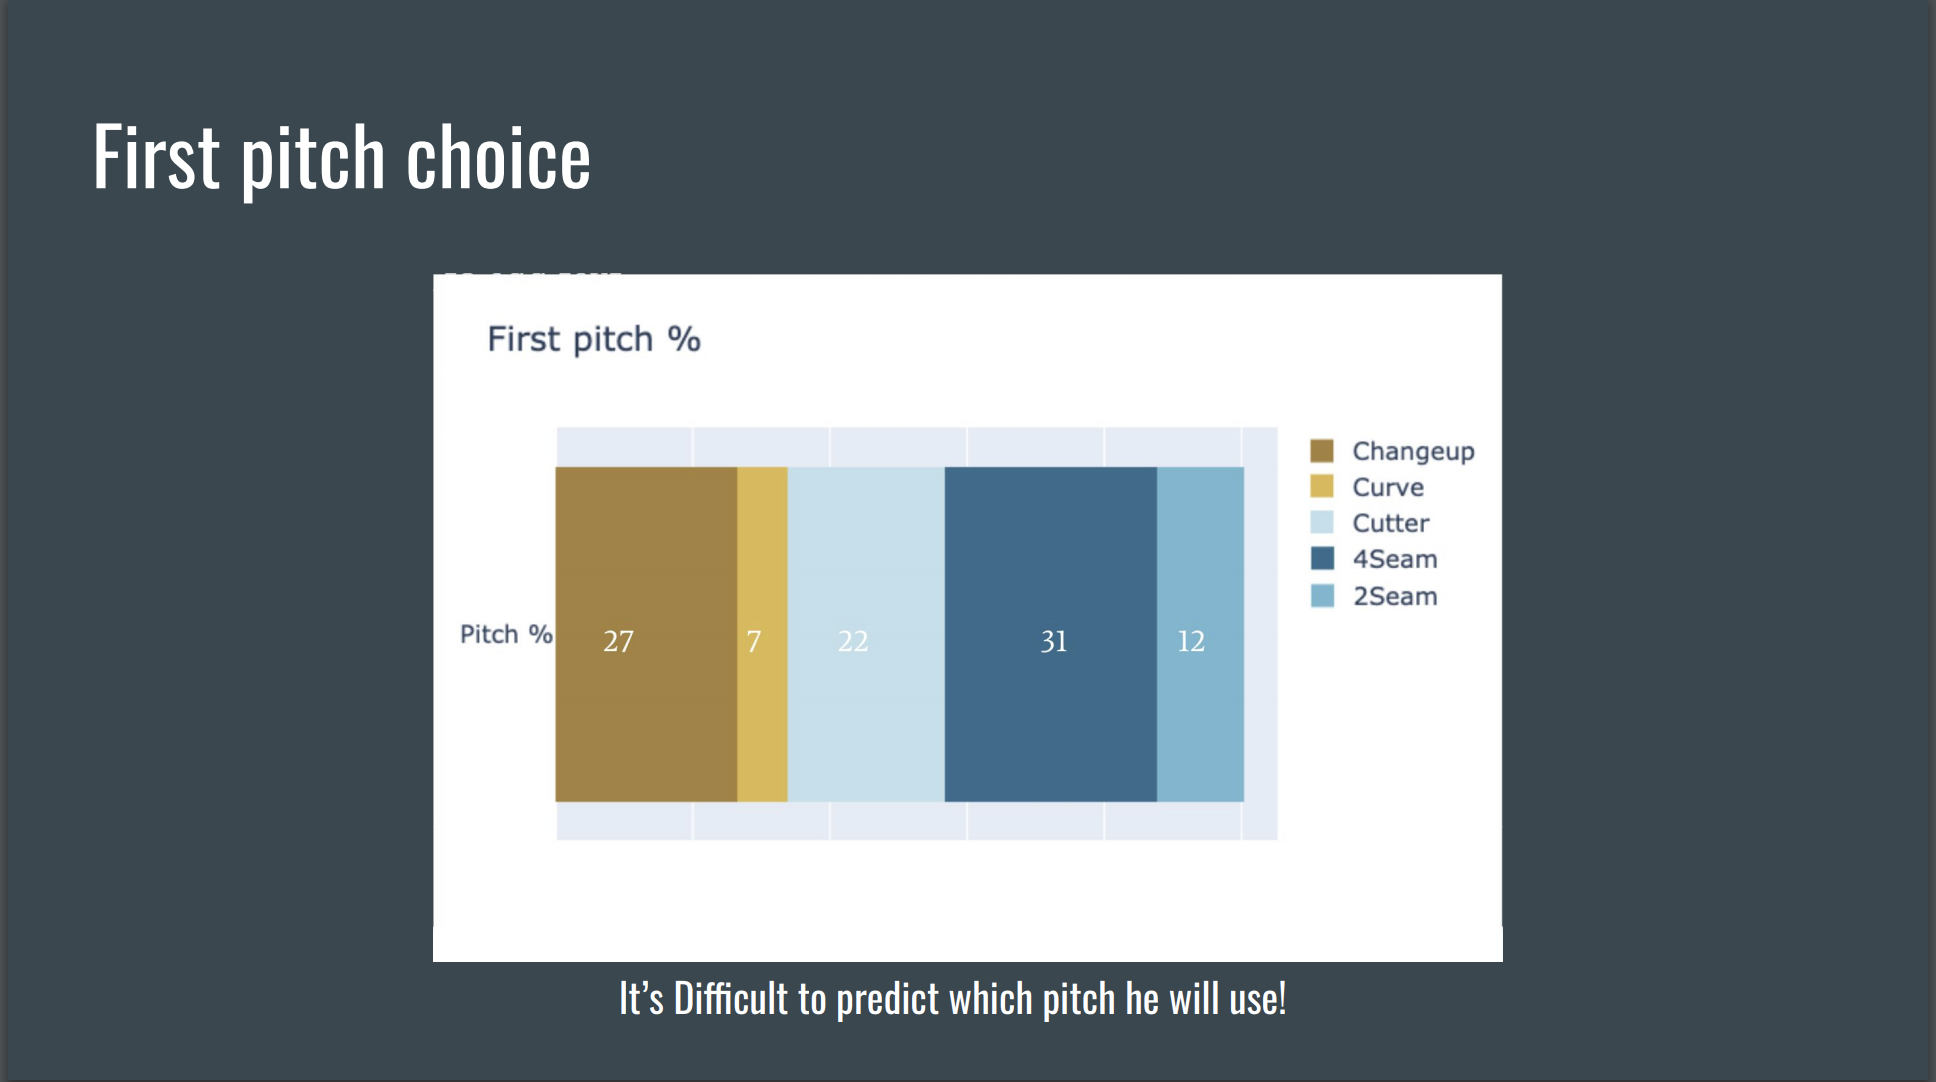 First pitch choice
First pitch %
Changeup
Curve
Cutter
4Seam
2Seam
Pitch %
27 7 22 31 12
It's Difficult to predict which pitch he will use!